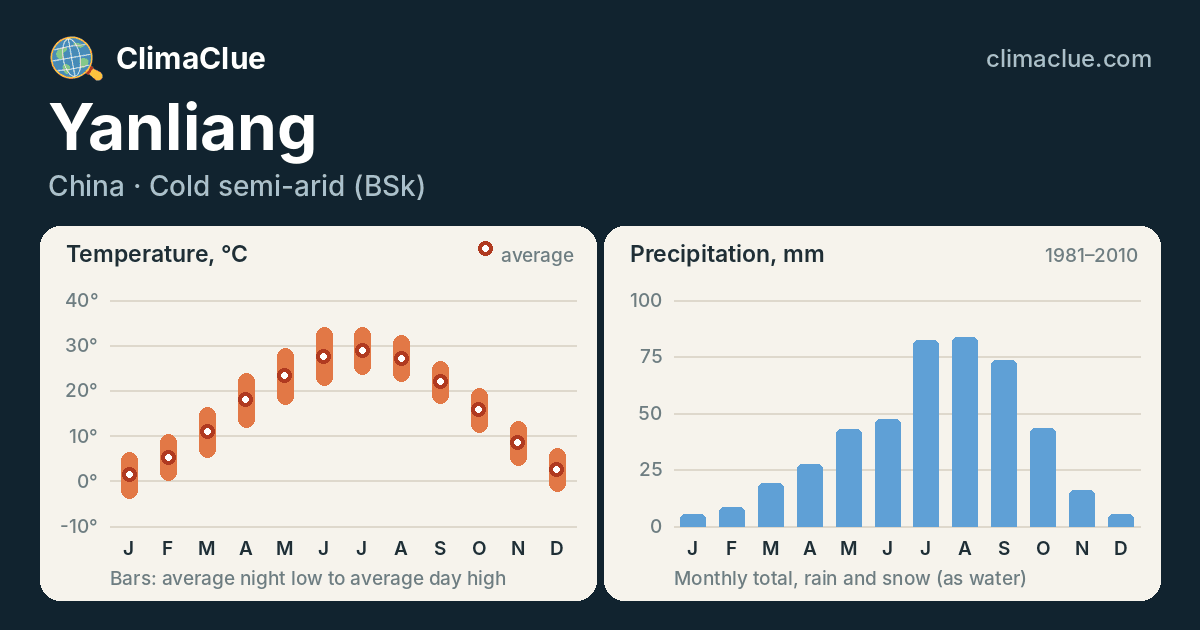 ClimaClue
climaclue.com
Yanliang
China · Cold semi-arid (BSk)
Temperature, °C
average
40°
30°
20°
10°
0°
-10°
J F M A M J J A S O N D
Bars: average night low to average day high
Precipitation, mm
1981–2010
100
75
50
25
0
J F M A M J J A S O N D
Monthly total, rain and snow (as water)